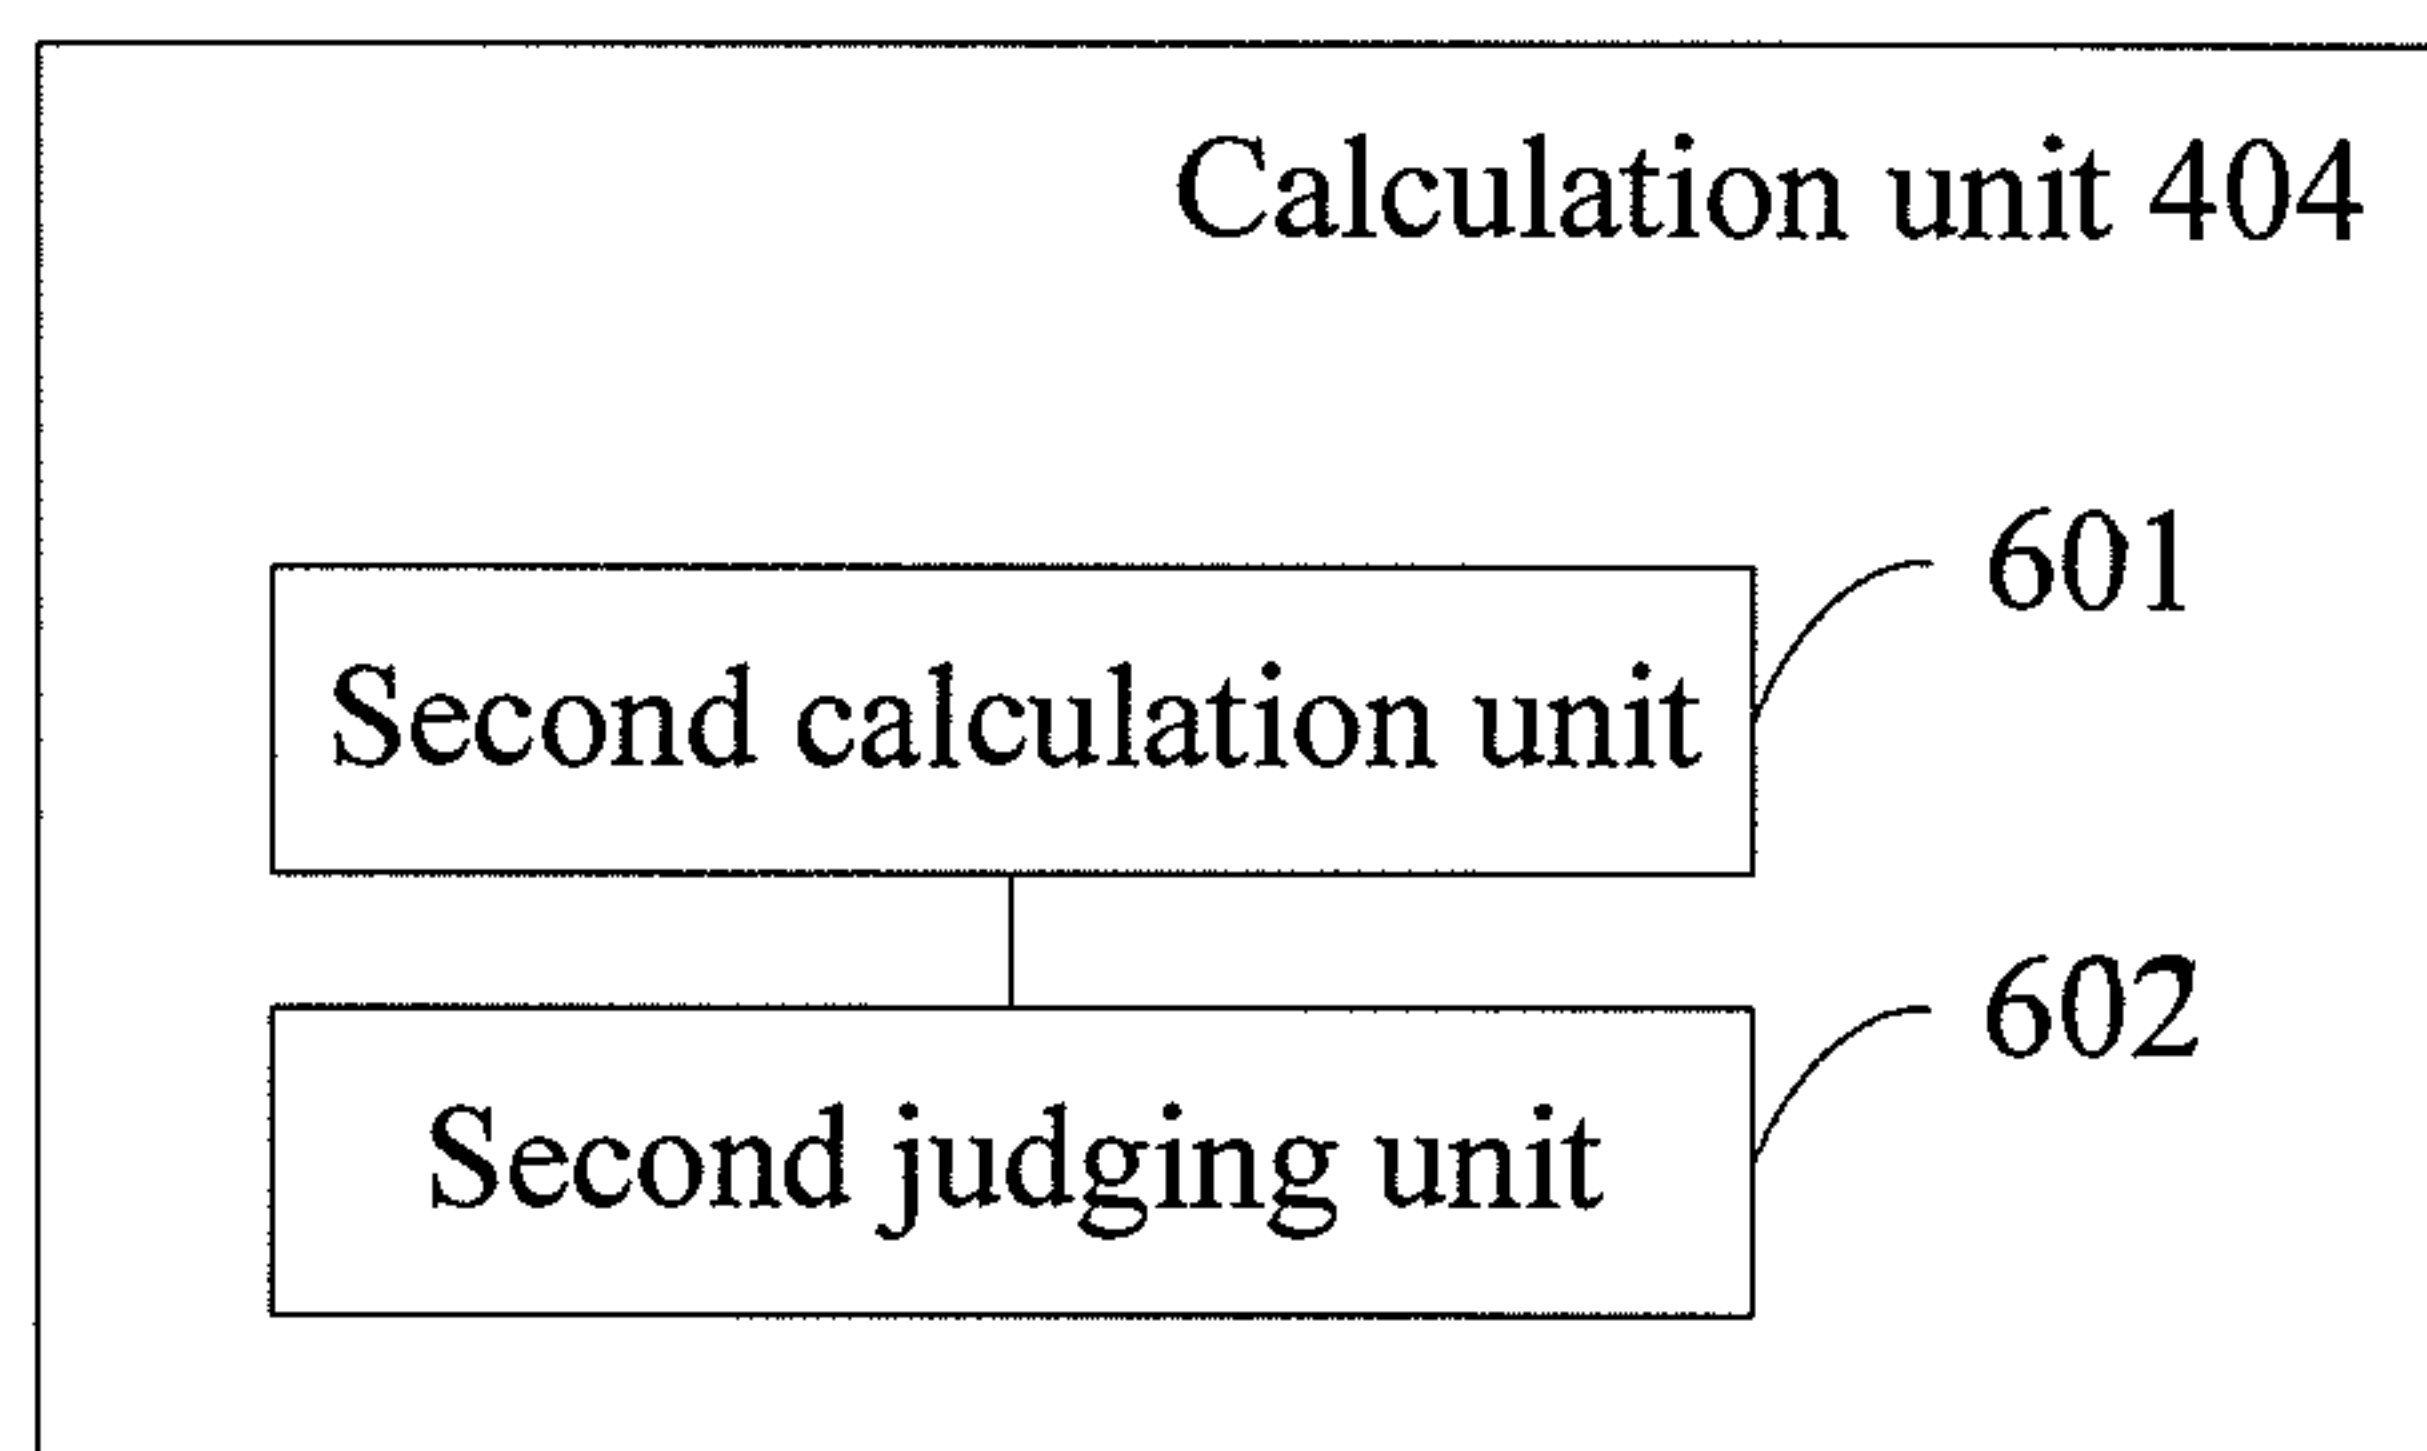 Calculation unit 404
601
Second calculation unit
602
Second judging unit